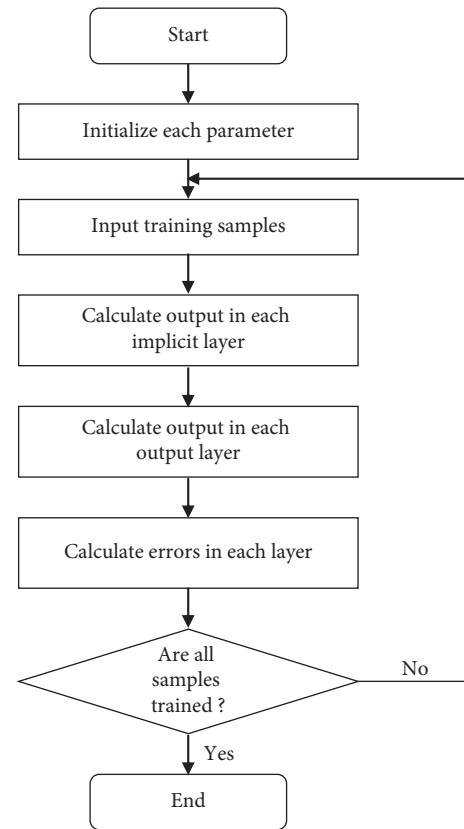 Start
Initialize each parameter
Input training samples
Calculate output in each
implicit layer
Calculate output in each
output layer
Calculate errors in each layer
Are all
samples
trained ?
No
Yes
End